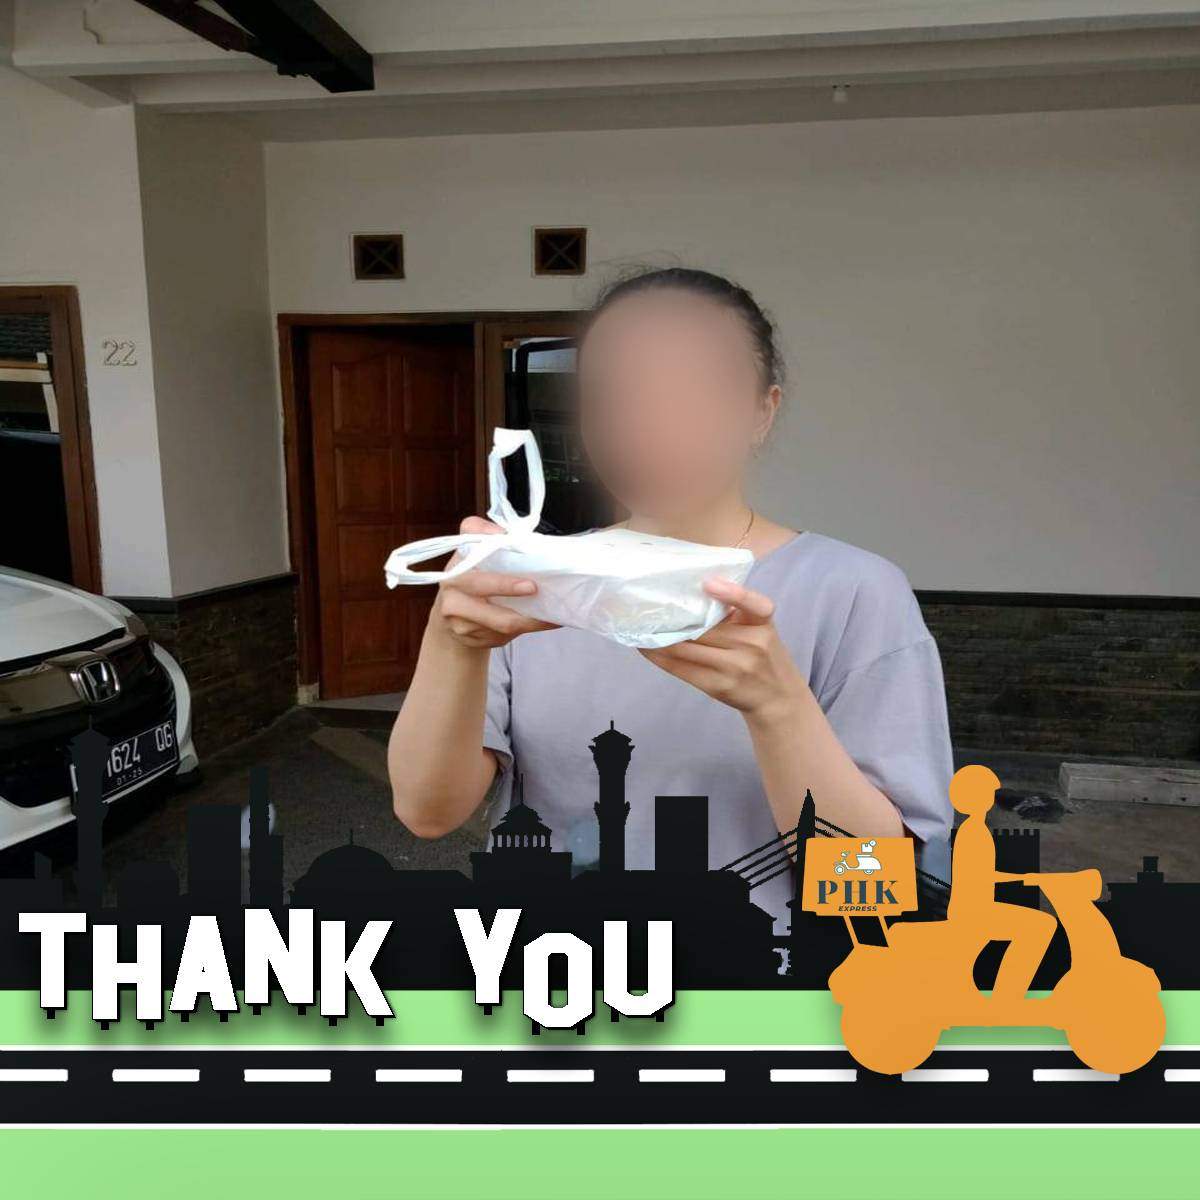 22
1624 QG
01-25
PHK
EXPRESS
THANK YOU